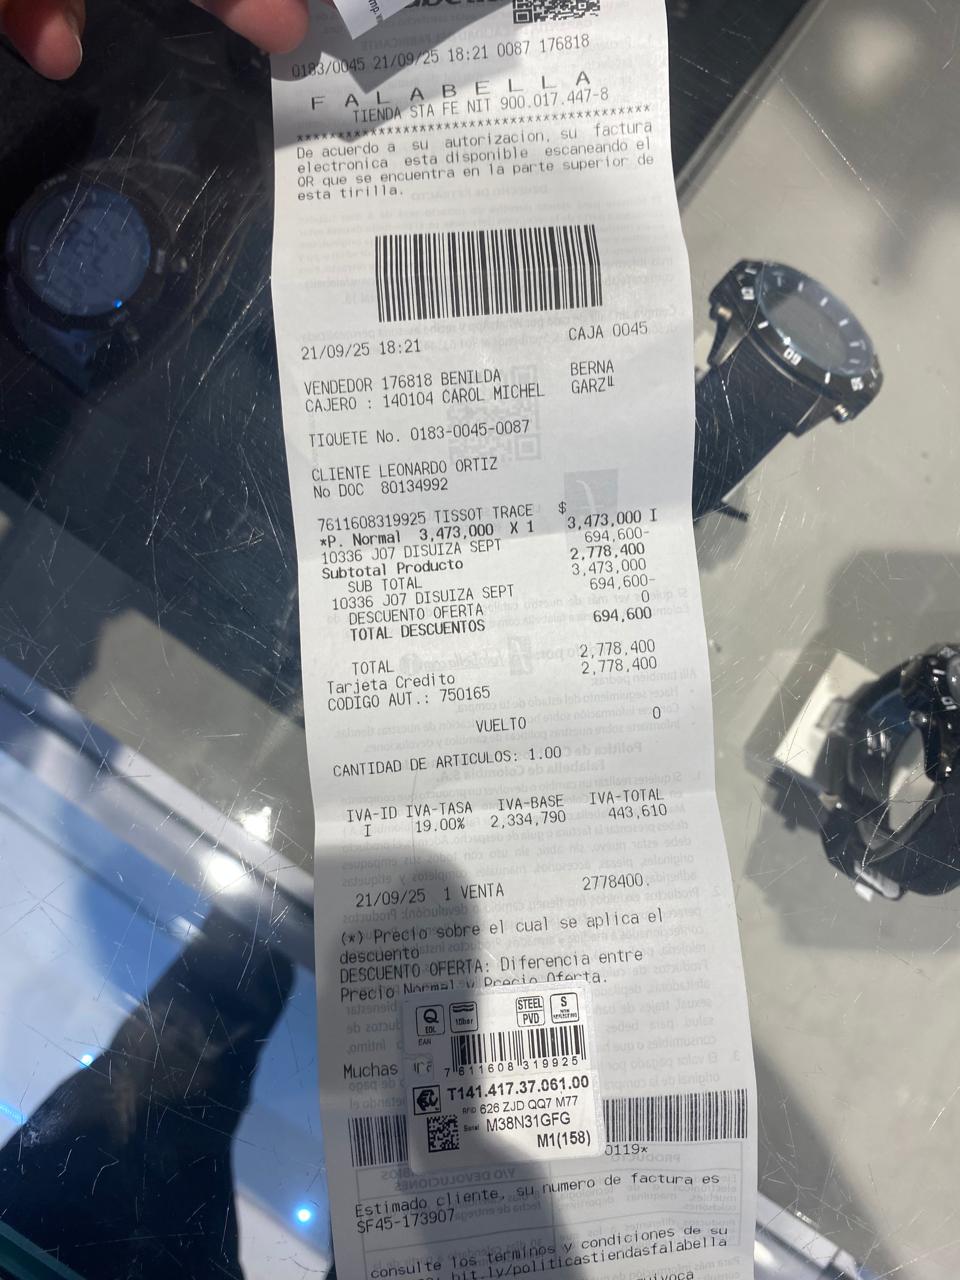 0183/0045 21/09/25 18:21 0087 176818
F A L A B E L L A
TIENDA STA FE NIT 900.017.447-8
****************************************
De acuerdo a su autorizacion, su factura
electronica esta disponible escaneando el
QR que se encuentra en la parte superior de
esta tirilla.
21/09/25 18:21 CAJA 0045
VENDEDOR 176818 BENILDA BERNA
CAJERO : 140104 CAROL MICHEL GARZ
TIQUETE No. 0183-0045-0087
CLIENTE LEONARDO ORTIZ
No DOC 80134992
7611608319925 TISSOT TRACE $
*P. Normal 3,473,000 X 1 3,473,000 I
10336 J07 DISUIZA SEPT 694,600-
Subtotal Producto 2,778,400
SUB TOTAL 3,473,000
10336 J07 DISUIZA SEPT 694,600-
DESCUENTO OFERTA 0
TOTAL DESCUENTOS 694,600
TOTAL 2,778,400
Tarjeta Credito 2,778,400
CODIGO AUT.: 750165
VUELTO 0
CANTIDAD DE ARTICULOS: 1.00
IVA-ID IVA-TASA IVA-BASE IVA-TOTAL
I 19.00% 2,334,790 443,610
21/09/25 1 VENTA 2778400.
(*) Precio sobre el cual se aplica el
descuento
DESCUENTO OFERTA: Diferencia entre
Precio Normal y Precio Oferta.
Q EOL EAN 10bar STEEL PVD S NON REFLECTING
Muchas
7 611608 319925
T141.417.37.061.00
RFID 626 ZJD QQ7 M77
Serial M38N31GFG
M1(158)
0119*
Estimado cliente, su numero de factura es
SF45-173907
consulte los terminos y condiciones de su
bit.ly/politicastiendasfalabella